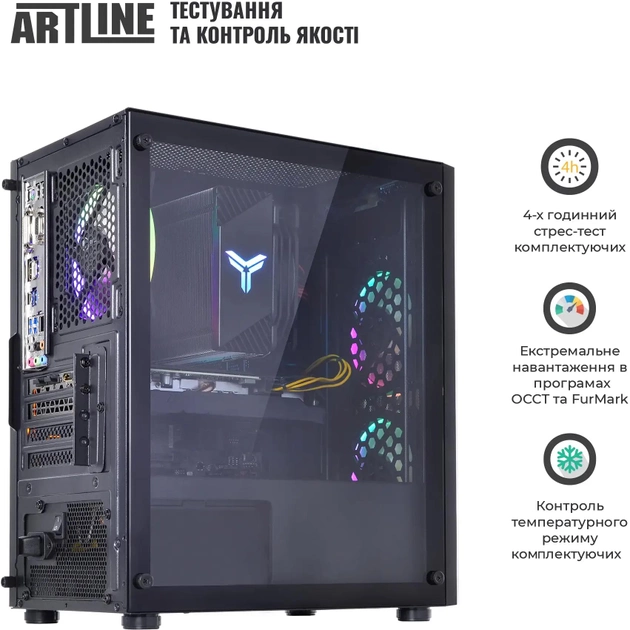 ARTLINE
ТЕСТУВАННЯ
ТА КОНТРОЛЬ ЯКОСТІ
4h
4-х годинний
стрес-тест
комплектуючих
Екстремальне
навантаження в
програмах
OCCT та FurMark
Контроль
температурного
режиму
комплектуючих